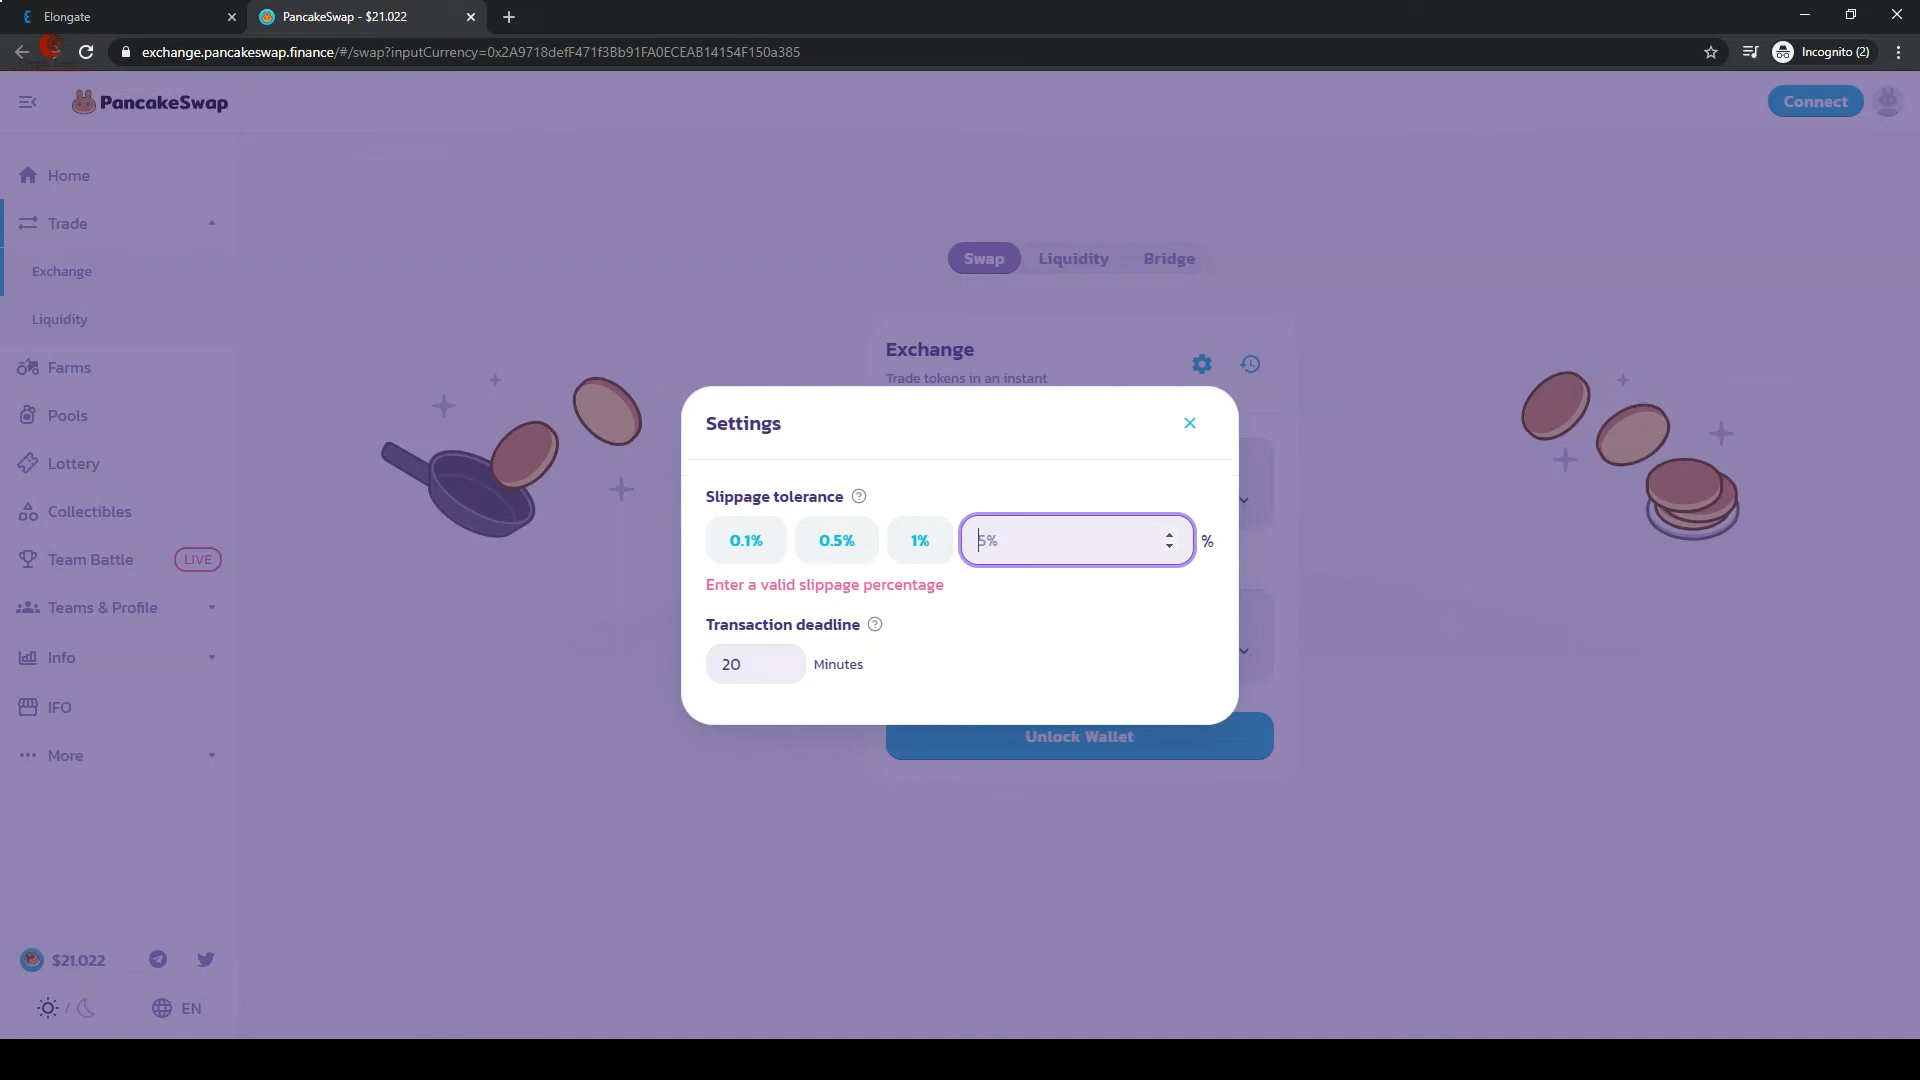 Elongate
PancakeSwap - $21.022
exchange.pancakeswap.finance/#/swap?inputCurrency=0x2A9718defF471f3Bb91FA0ECEAB14154F150a385
Incognito (2)
PancakeSwap
Connect
Home
Trade
Exchange
Liquidity
Farms
Pools
Lottery
Collectibles
Team Battle LIVE
Teams & Profile
Info
IFO
More
$21.022
/ EN
Swap Liquidity Bridge
Exchange
Trade tokens in an instant
Settings
Slippage tolerance ?
0.1% 0.5% 1% 5% %
Enter a valid slippage percentage
Transaction deadline ?
20 Minutes
Unlock Wallet